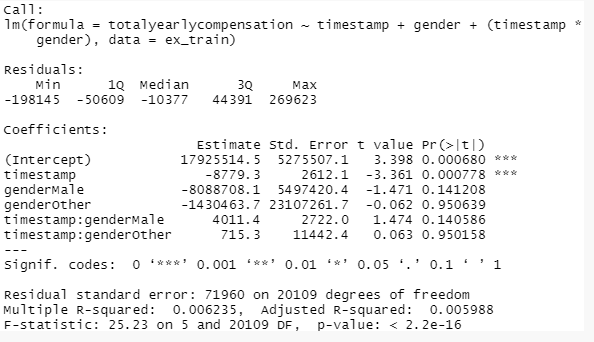 Call:
lm(formula = totalyearlycompensation ~ timestamp + gender + (timestamp *
    gender), data = ex_train)
Residuals:
    Min      1Q  Median      3Q     Max
-198145  -50609  -10377   44391  269623
Coefficients:
                        Estimate Std. Error t value Pr(>|t|)
(Intercept)           17925514.5  5275507.1   3.398 0.000680 ***
timestamp                -8779.3     2612.1  -3.361 0.000778 ***
genderMale            -8088708.1  5497420.4  -1.471 0.141208
genderOther           -1430463.7 23107261.7  -0.062 0.950639
timestamp:genderMale      4011.4     2722.0   1.474 0.140586
timestamp:genderOther      715.3    11442.4   0.063 0.950158
---
Signif. codes:  0 ‘***’ 0.001 ‘**’ 0.01 ‘*’ 0.05 ‘.’ 0.1 ‘ ’ 1
Residual standard error: 71960 on 20109 degrees of freedom
Multiple R-squared:  0.006235,  Adjusted R-squared:  0.005988
F-statistic: 25.23 on 5 and 20109 DF,  p-value: < 2.2e-16